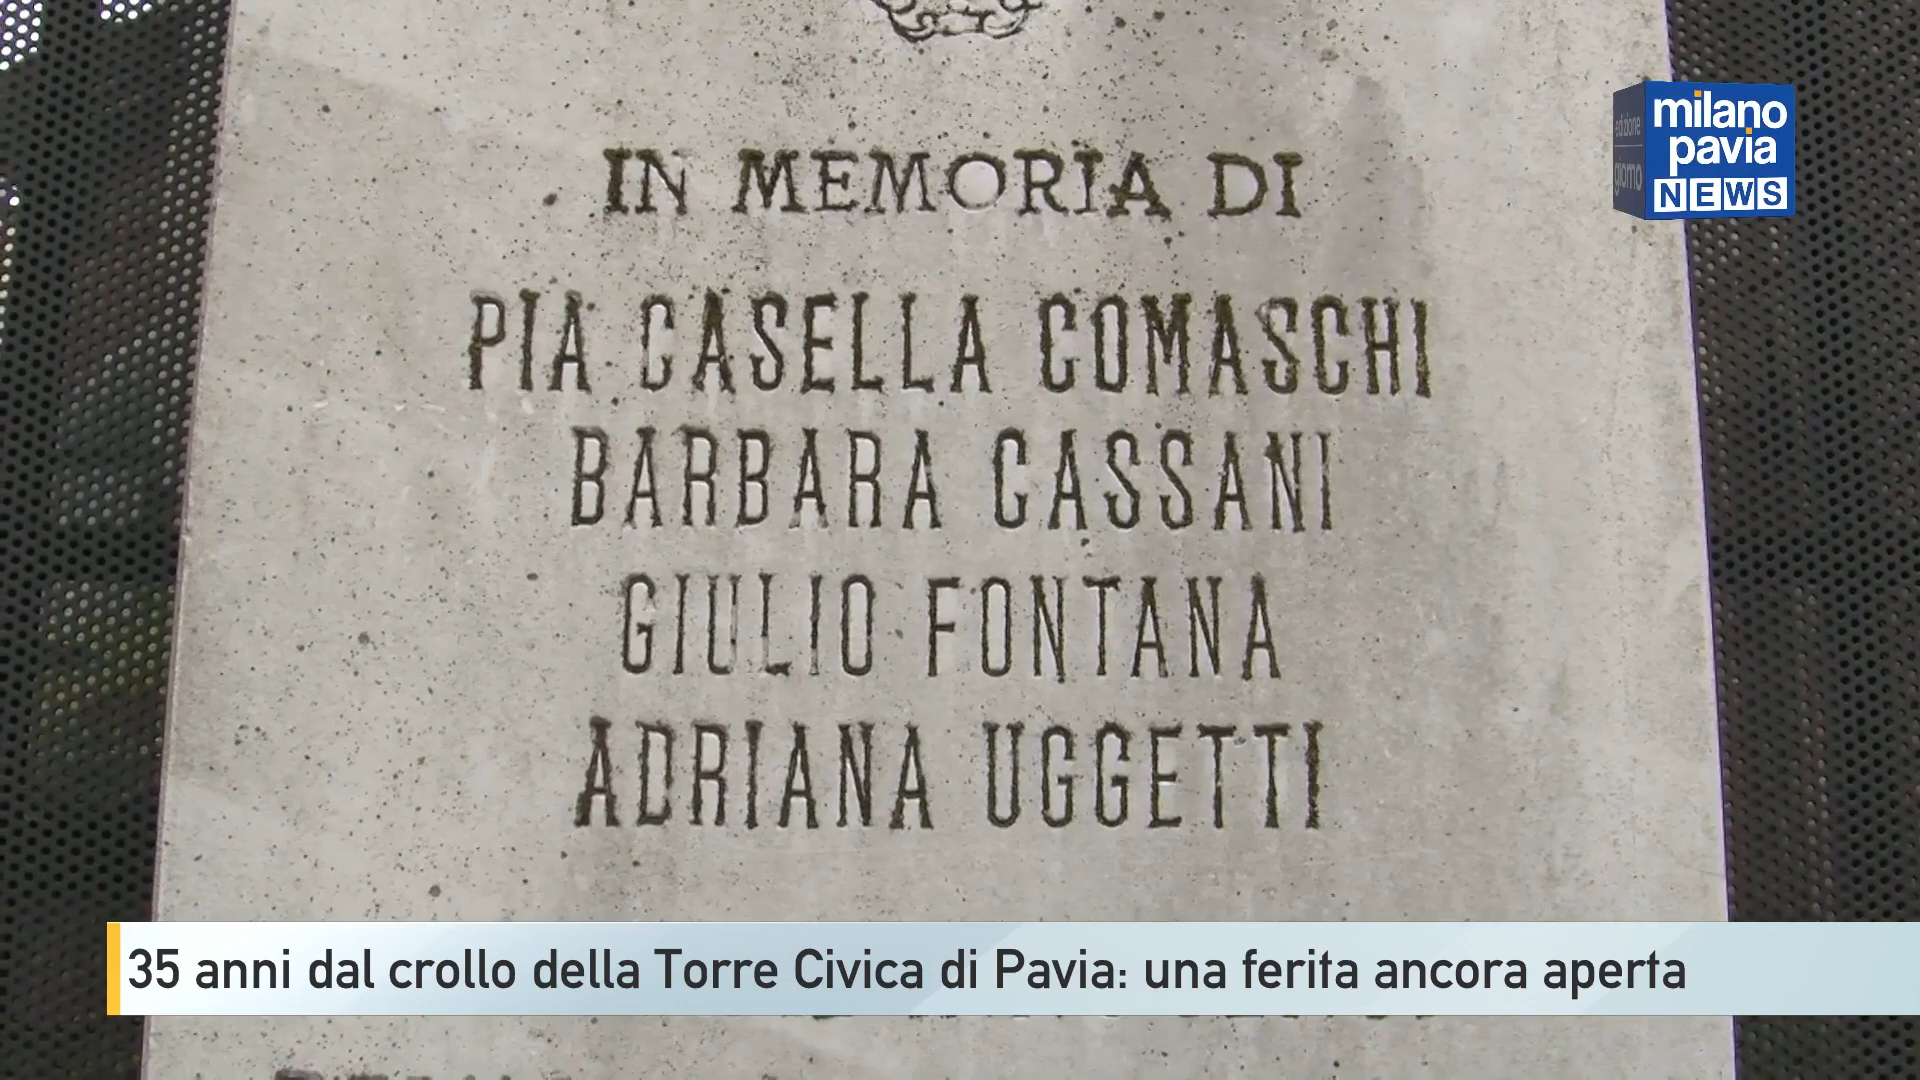 IN MEMORIA DI
PIA CASELLA COMASCHI
BARBARA CASSANI
GIULIO FONTANA
ADRIANA UGGETTI
edizione
giorno
milano
pavia
NEWS
35 anni dal crollo della Torre Civica di Pavia: una ferita ancora aperta